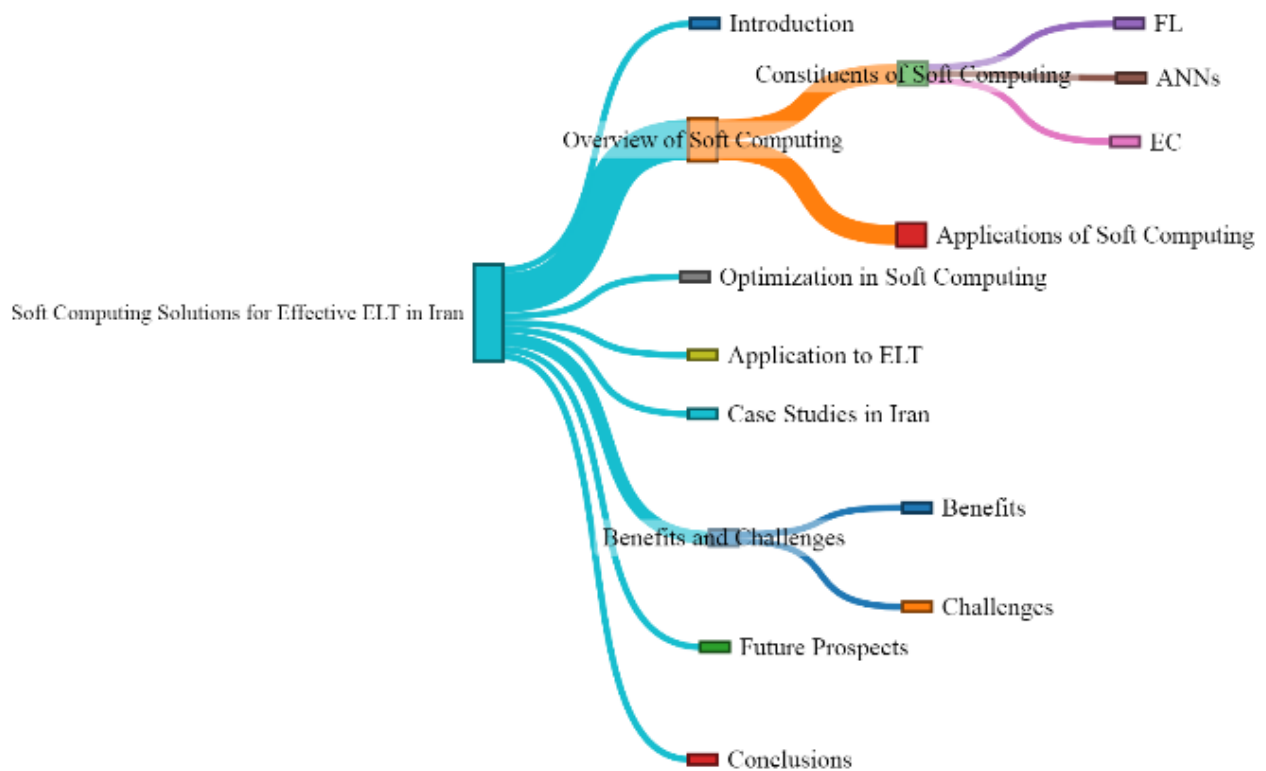 Introduction
FL
Constituents of Soft Computing
ANNs
Overview of Soft Computing
EC
Applications of Soft Computing
Optimization in Soft Computing
Soft Computing Solutions for Effective ELT in Iran
Application to ELT
Case Studies in Iran
Benefits
Benefits and Challenges
Challenges
Future Prospects
Conclusions